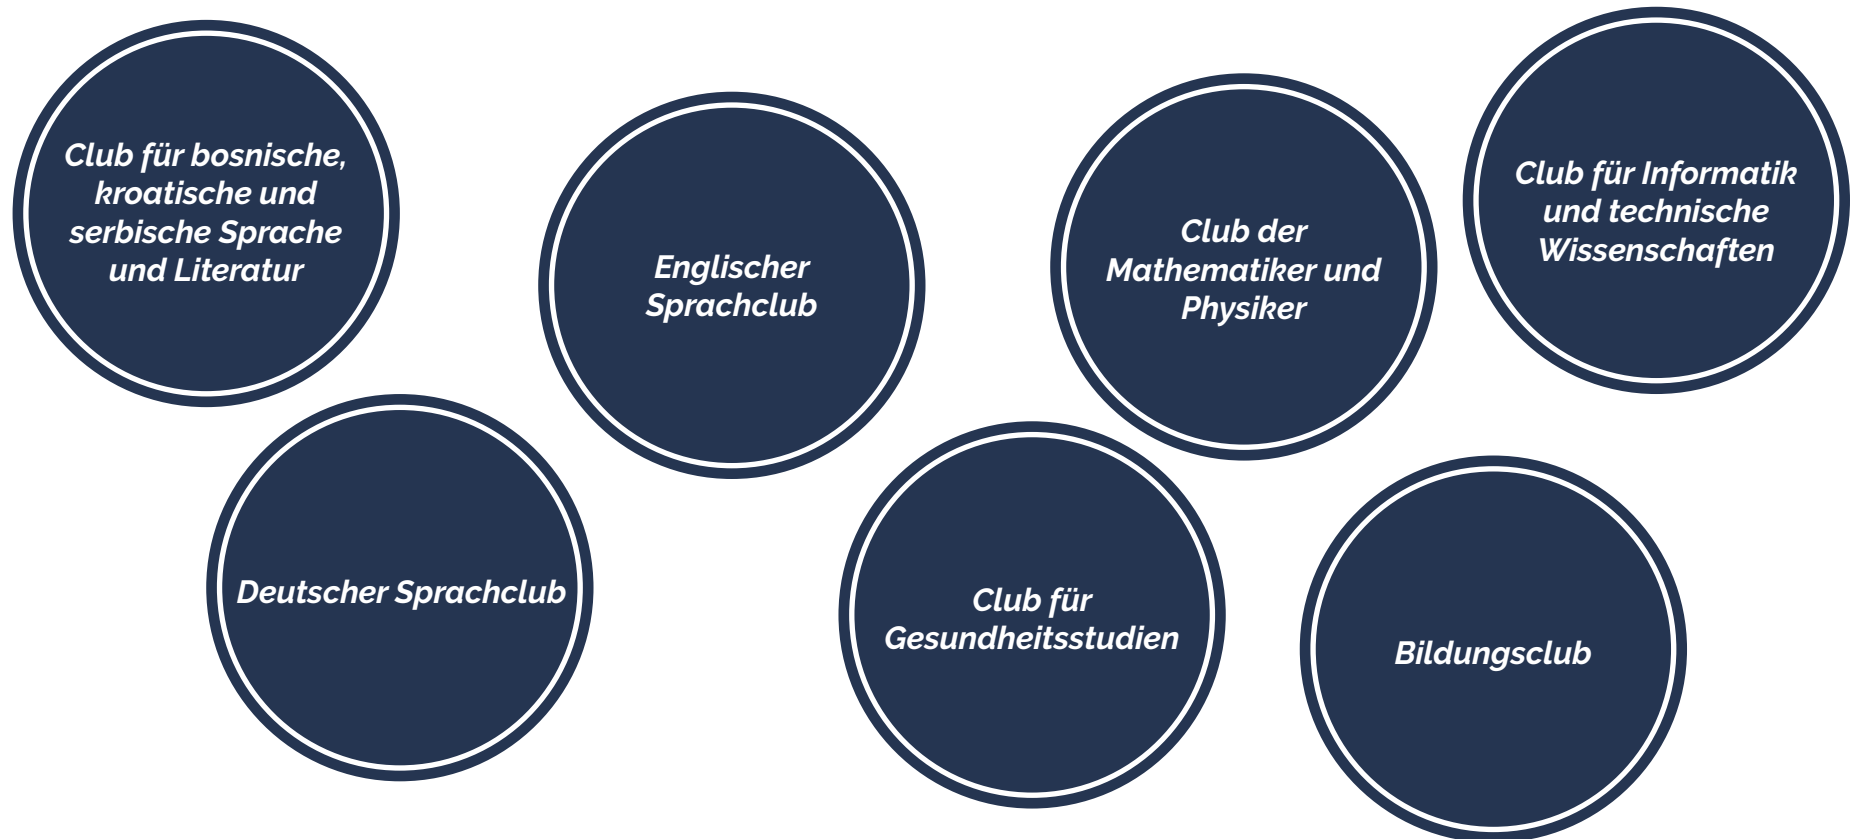 Club für bosnische,
kroatische und
serbische Sprache
und Literatur
Englischer
Sprachclub
Club der
Mathematiker und
Physiker
Club für Informatik
und technische
Wissenschaften
Deutscher Sprachclub
Club für
Gesundheitsstudien
Bildungsclub